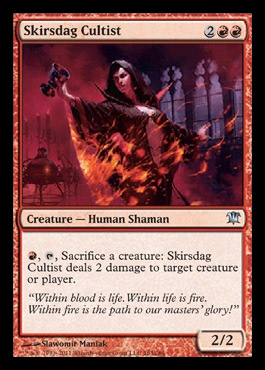 Skirsdag Cultist 2
Creature — Human Shaman
, , Sacrifice a creature: Skirsdag
Cultist deals 2 damage to target creature
or player.
"Within blood is life. Within life is fire.
Within fire is the path to our masters' glory!"
Slawomir Maniak
2/2